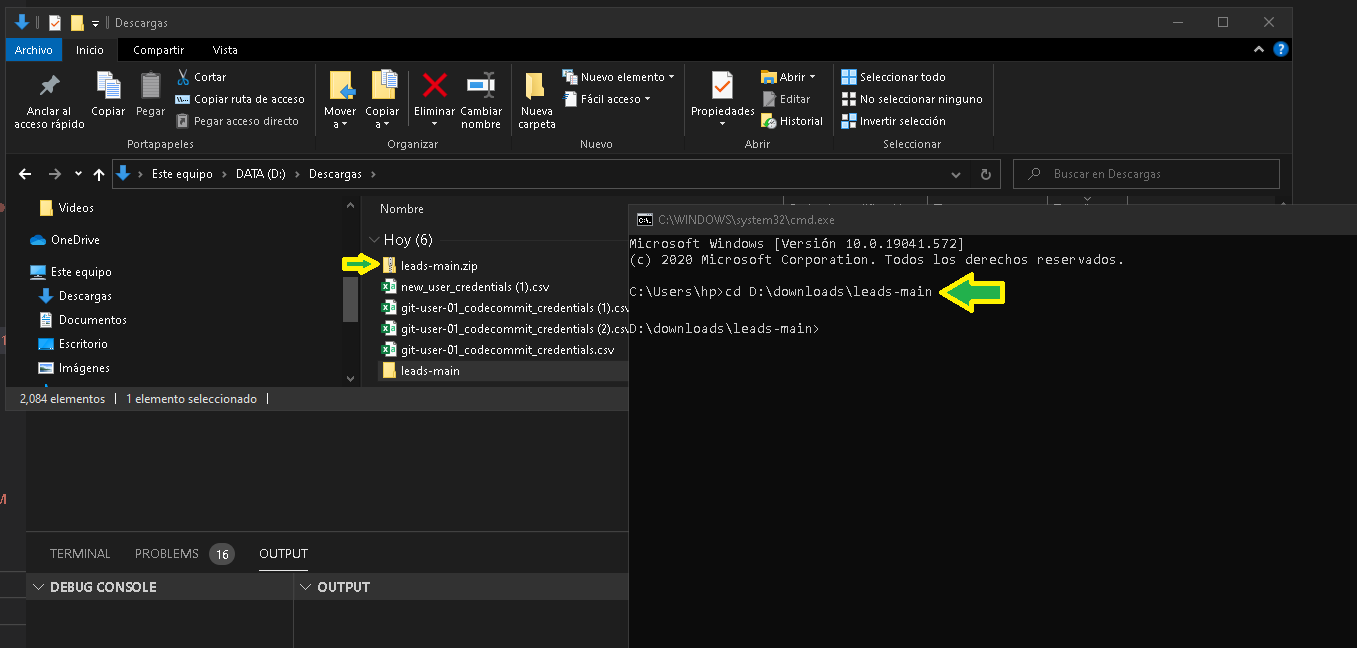 Descargas
Archivo Inicio Compartir Vista
Anclar al acceso rápido
Copiar
Pegar
Cortar
Copiar ruta de acceso
Pegar acceso directo
Portapapeles
Mover a
Copiar a
Eliminar
Cambiar nombre
Organizar
Nueva carpeta
Nuevo elemento
Fácil acceso
Nuevo
Propiedades
Abrir
Editar
Historial
Abrir
Seleccionar todo
No seleccionar ninguno
Invertir selección
Seleccionar
Este equipo > DATA (D:) > Descargas >
Buscar en Descargas
Videos
OneDrive
Este equipo
Descargas
Documentos
Escritorio
Imágenes
Nombre
Hoy (6)
leads-main.zip
new_user_credentials (1).csv
git-user-01_codecommit_credentials (1).csv
git-user-01_codecommit_credentials (2).csv
git-user-01_codecommit_credentials.csv
leads-main
2,084 elementos | 1 elemento seleccionado |
C:\WINDOWS\system32\cmd.exe
Microsoft Windows [Versión 10.0.19041.572]
(c) 2020 Microsoft Corporation. Todos los derechos reservados.
C:\Users\hp>cd D:\downloads\leads-main
D:\downloads\leads-main>
TERMINAL PROBLEMS 16 OUTPUT
DEBUG CONSOLE
OUTPUT